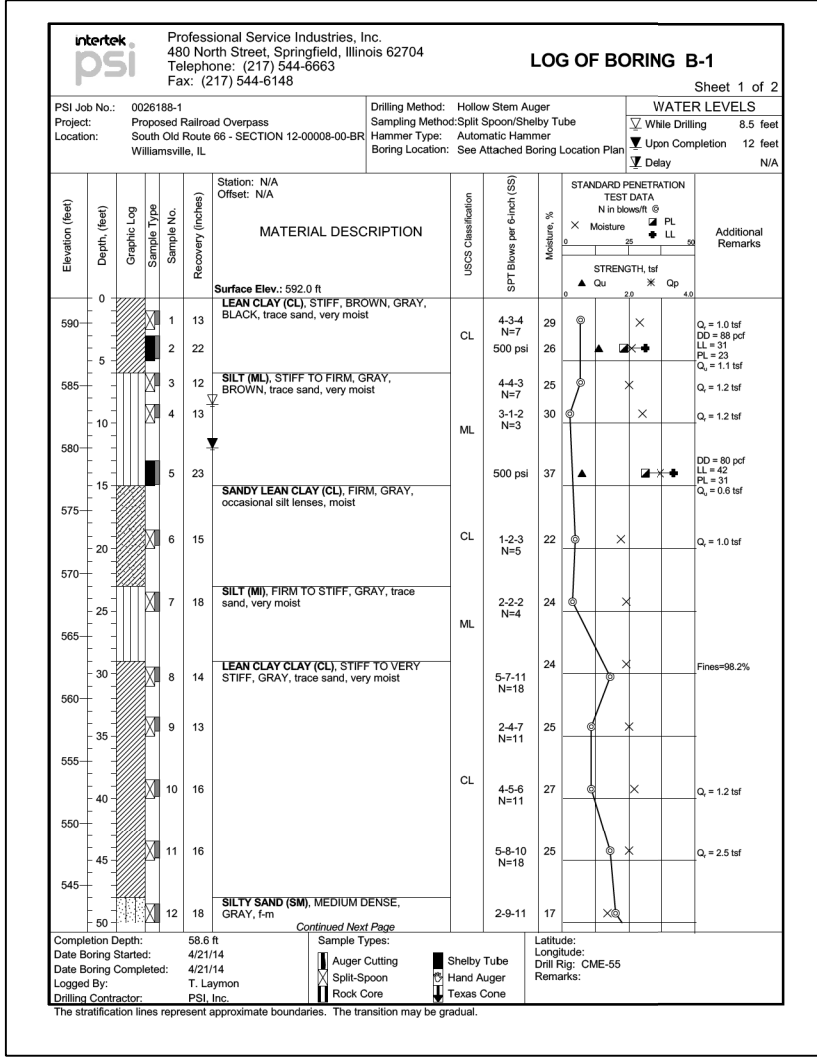 intertek
psi
Professional Service Industries, Inc.
480 North Street, Springfield, Illinois 62704
Telephone: (217) 544-6663
Fax: (217) 544-6148
LOG OF BORING B-1
Sheet 1 of 2
PSI Job No.: 0026188-1
Project: Proposed Railroad Overpass
Location: South Old Route 66 - SECTION 12-00008-00-BR
Williamsville, IL
Drilling Method: Hollow Stem Auger
Sampling Method:Split Spoon/Shelby Tube
Hammer Type: Automatic Hammer
Boring Location: See Attached Boring Location Plan
WATER LEVELS
While Drilling 8.5 feet
Upon Completion 12 feet
Delay N/A
Elevation (feet)
Depth, (feet)
Graphic Log
Sample Type
Sample No.
Recovery (inches)
Station: N/A
Offset: N/A
MATERIAL DESCRIPTION
Surface Elev.: 592.0 ft
USCS Classification
SPT Blows per 6-inch (SS)
Moisture, %
STANDARD PENETRATION
TEST DATA
N in blows/ft ◎
× Moisture
PL
LL
0 25 50
STRENGTH, tsf
▲ Qu ✳ Qp
0 2.0 4.0
Additional
Remarks
0
LEAN CLAY (CL), STIFF, BROWN, GRAY,
BLACK, trace sand, very moist
590
1 13
CL
4-3-4
N=7
29
Qr = 1.0 tsf
2 22
500 psi
26
DD = 88 pcf
LL = 31
PL = 23
Qu = 1.1 tsf
5
585
SILT (ML), STIFF TO FIRM, GRAY,
BROWN, trace sand, very moist
3 12
4-4-3
N=7
25
Qr = 1.2 tsf
4 13
3-1-2
N=3
30
Qr = 1.2 tsf
10
ML
580
5 23
500 psi
37
DD = 80 pcf
LL = 42
PL = 31
Qu = 0.6 tsf
15
SANDY LEAN CLAY (CL), FIRM, GRAY,
occasional silt lenses, moist
575
6 15
CL
1-2-3
N=5
22
Qr = 1.0 tsf
20
570
SILT (MI), FIRM TO STIFF, GRAY, trace
sand, very moist
7 18
2-2-2
N=4
24
25
ML
565
LEAN CLAY CLAY (CL), STIFF TO VERY
STIFF, GRAY, trace sand, very moist
24
Fines=98.2%
30
8 14
5-7-11
N=18
560
9 13
2-4-7
N=11
25
35
555
CL
10 16
4-5-6
N=11
27
Qr = 1.2 tsf
40
550
11 16
5-8-10
N=18
25
Qr = 2.5 tsf
45
545
SILTY SAND (SM), MEDIUM DENSE,
GRAY, f-m
12 18
2-9-11
17
50
Continued Next Page
Completion Depth: 58.6 ft
Date Boring Started: 4/21/14
Date Boring Completed: 4/21/14
Logged By: T. Laymon
Drilling Contractor: PSI, Inc.
Sample Types:
Auger Cutting
Split-Spoon
Rock Core
Shelby Tube
Hand Auger
Texas Cone
Latitude:
Longitude:
Drill Rig: CME-55
Remarks:
The stratification lines represent approximate boundaries. The transition may be gradual.